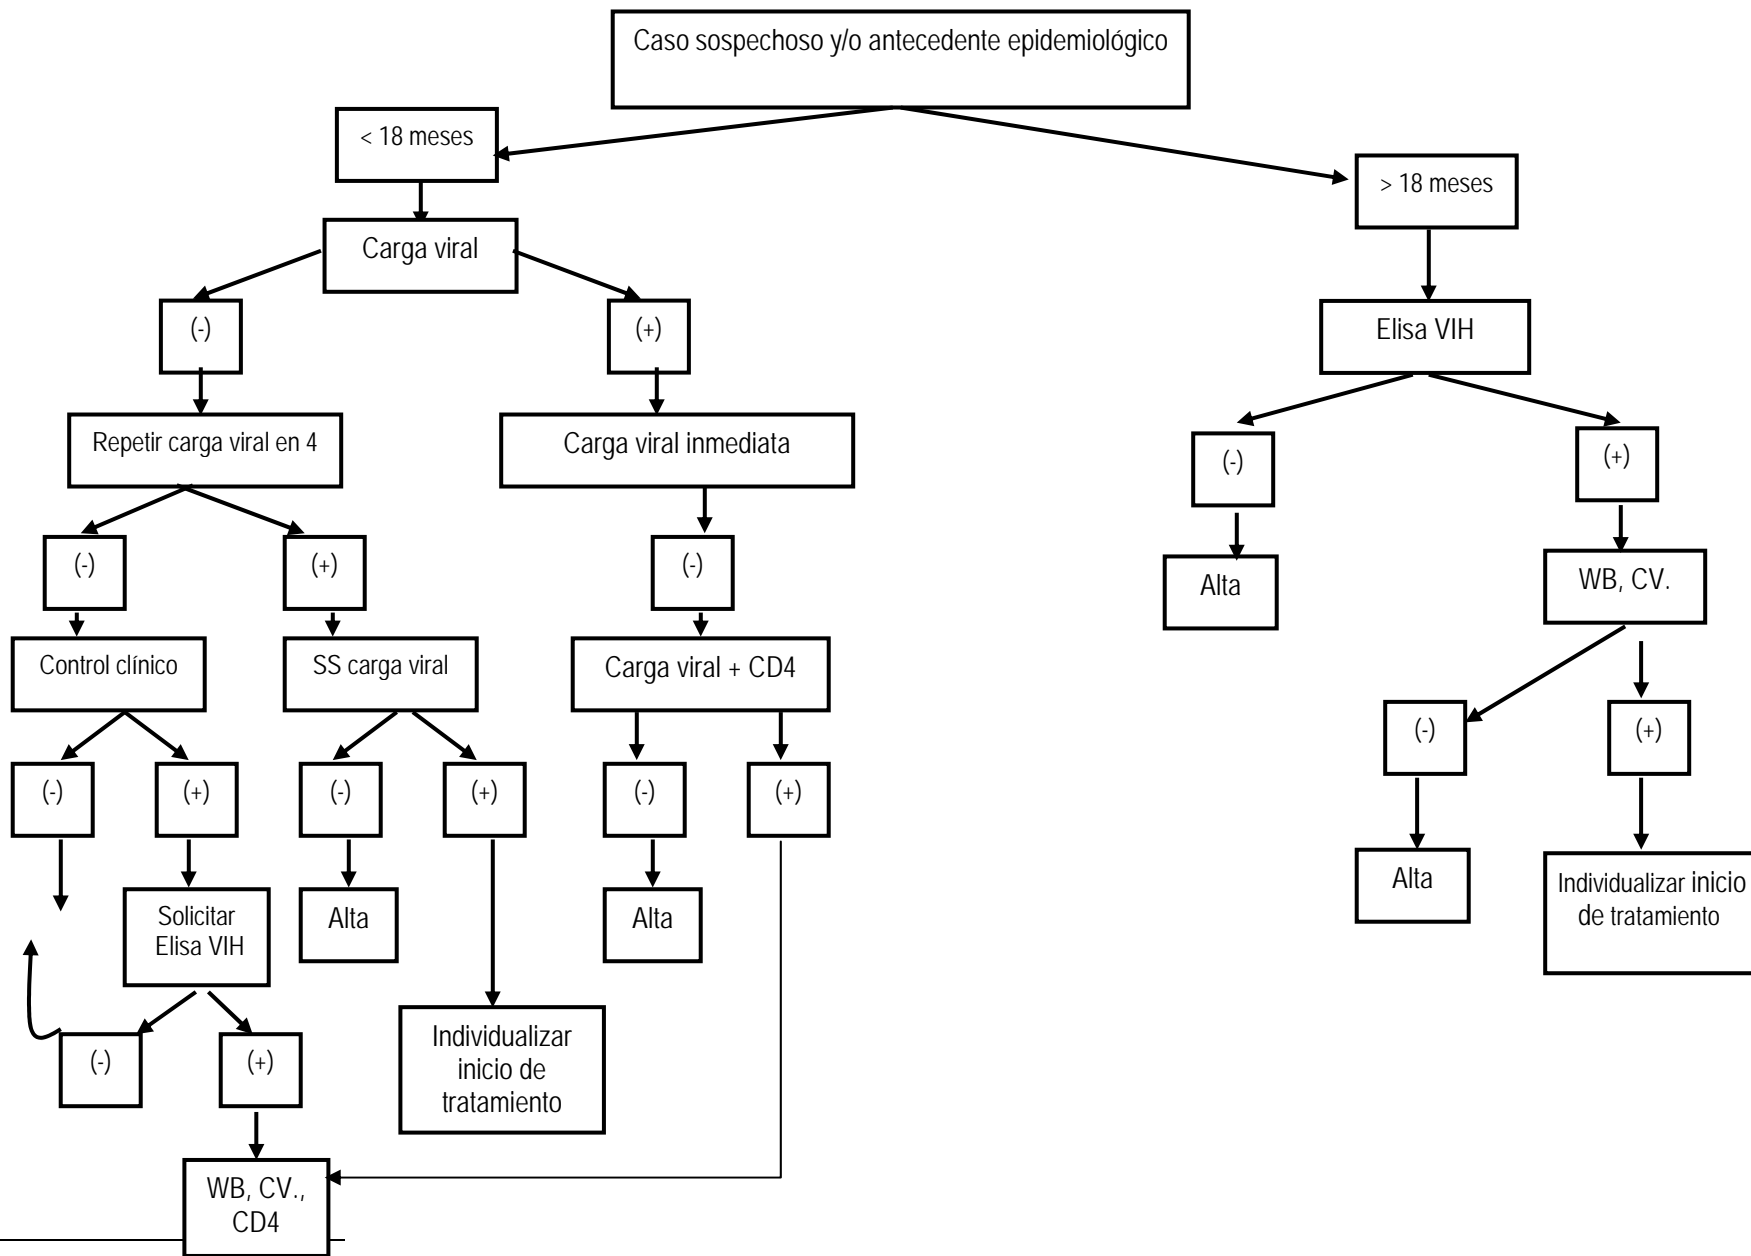 Caso sospechoso y/o antecedente epidemiológico
< 18 meses
> 18 meses
Carga viral
(-)
(+)
Elisa VIH
Repetir carga viral en 4
Carga viral inmediata
(-)
(+)
(-)
(+)
(-)
Alta
WB, CV.
Control clínico
SS carga viral
Carga viral + CD4
(-)
(+)
(-)
(+)
(-)
(+)
(-)
(+)
Solicitar
Elisa VIH
Alta
Alta
Alta
Individualizar inicio
de tratamiento
(-)
(+)
Individualizar
inicio de
tratamiento
WB, CV.,
CD4